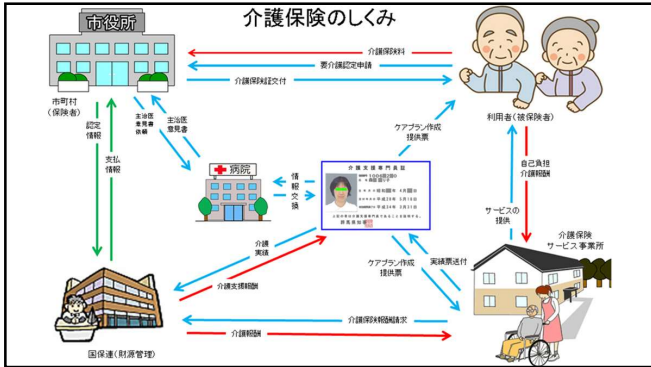 介護保険のしくみ
市役所
市町村
(保険者)
介護保険料
要介護認定申請
介護保険証交付
利用者(被保険者)
認定
情報
支払
情報
主治医
意見書
依頼
主治医
意見書
病院
情報交換
ケアプラン作成
提供票
介護支援専門員証
自己負担
介護報酬
サービスの
提供
介護保険
サービス事業所
介護
実績
介護支援報酬
ケアプラン作成
提供票
実績票送付
介護保険報酬請求
介護報酬
国保連(財源管理)